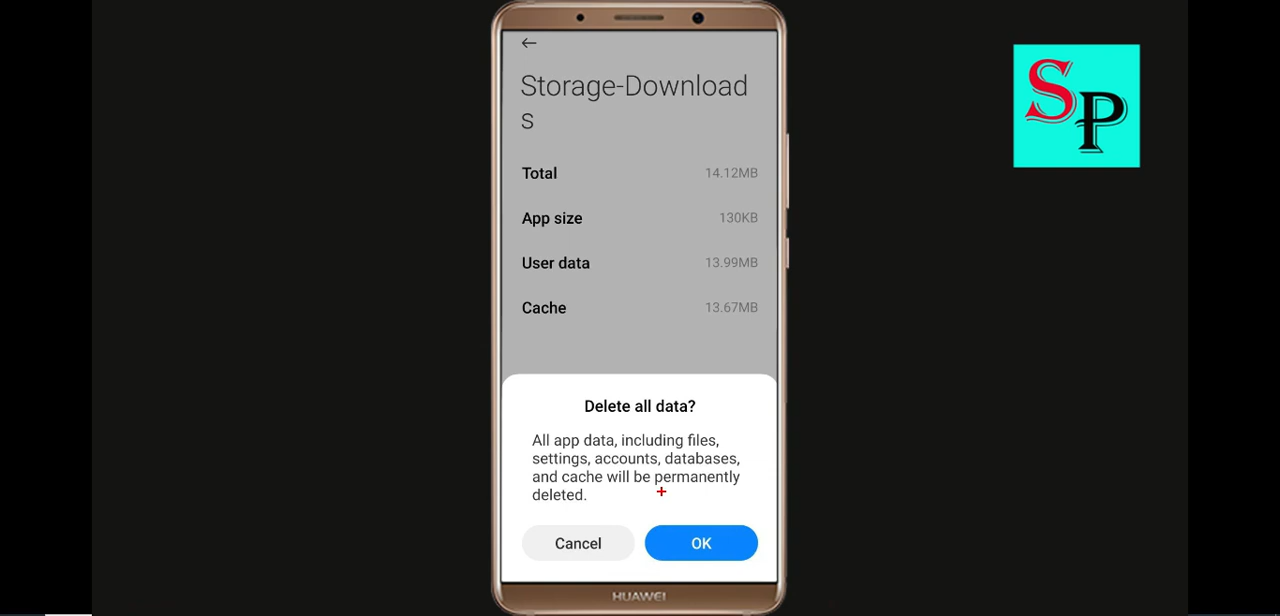 SP
Storage-Download
s
Total 14.12MB
App size 130KB
User data 13.99MB
Cache 13.67MB
Delete all data?
All app data, including files,
settings, accounts, databases,
and cache will be permanently
deleted.
Cancel OK
HUAWEI